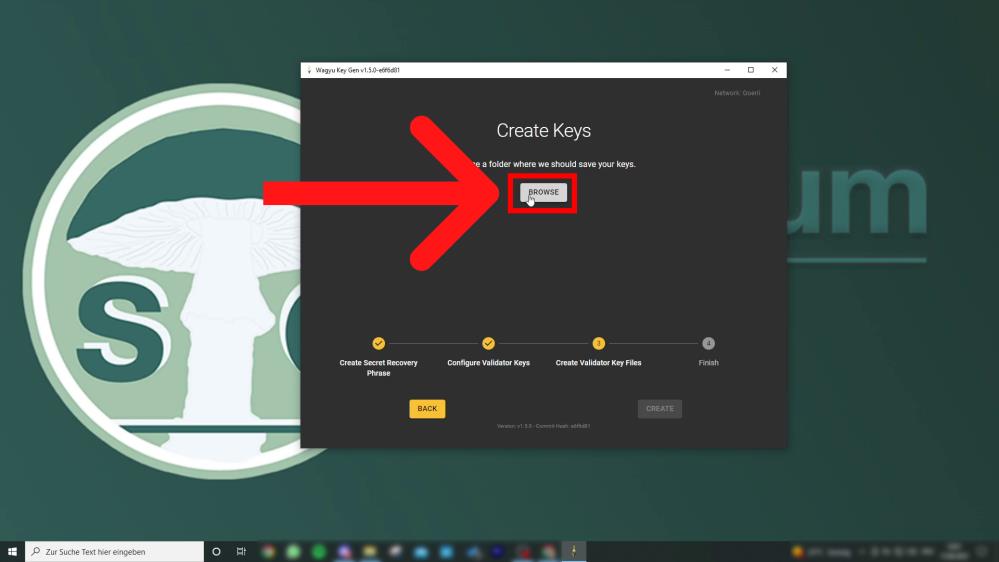 Wagyu Key Gen v1.5.0-e6f6d81
Network: Goerli
Create Keys
a folder where we should save your keys.
BROWSE
um
S
3
4
Create Secret Recovery
Phrase
Configure Validator Keys
Create Validator Key Files
Finish
BACK
CREATE
Version: v1.5.0 - Commit Hash: e6f6d81
Zur Suche Text hier eingeben